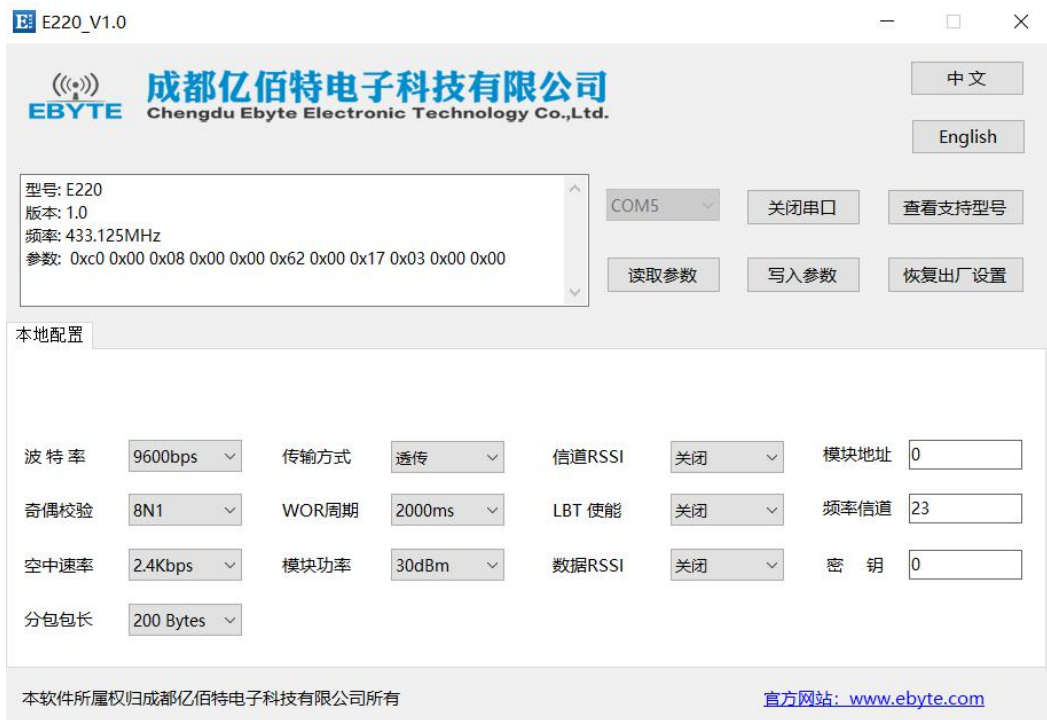 E220_V1.0
EBYTE
成都亿佰特电子科技有限公司
Chengdu Ebyte Electronic Technology Co.,Ltd.
中 文
English
型号: E220
版本: 1.0
频率: 433.125MHz
参数: 0xc0 0x00 0x08 0x00 0x00 0x62 0x00 0x17 0x03 0x00 0x00
COM5
关闭串口
查看支持型号
读取参数
写入参数
恢复出厂设置
本地配置
波 特 率 9600bps 传输方式 透传 信道RSSI 关闭 模块地址 0
奇偶校验 8N1 WOR周期 2000ms LBT 使能 关闭 频率信道 23
空中速率 2.4Kbps 模块功率 30dBm 数据RSSI 关闭 密 钥 0
分包包长 200 Bytes
本软件所属权归成都亿佰特电子科技有限公司所有
官方网站：www.ebyte.com